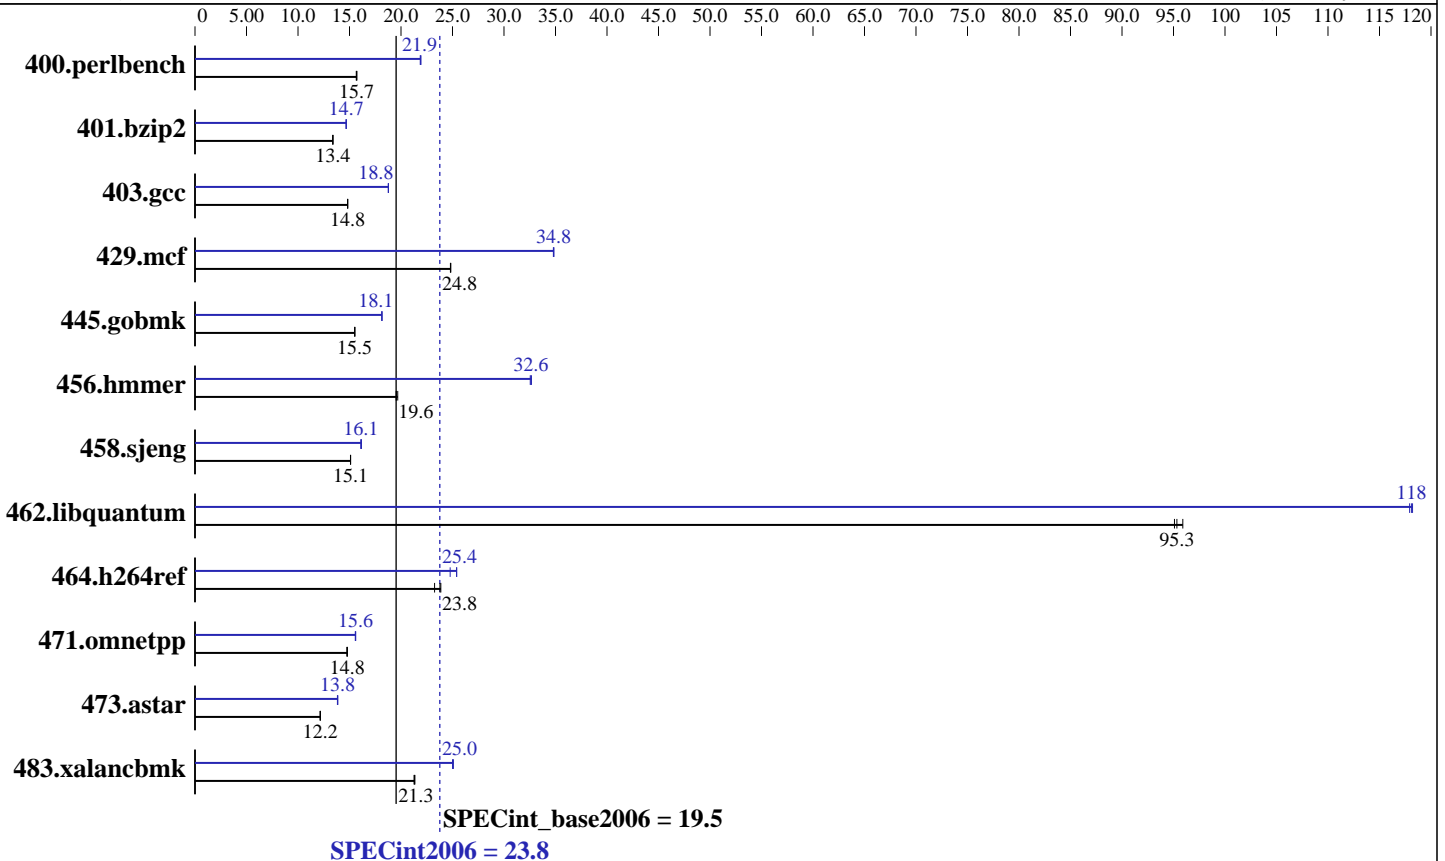 0 5.00 10.0 15.0 20.0 25.0 30.0 35.0 40.0 45.0 50.0 55.0 60.0 65.0 70.0 75.0 80.0 85.0 90.0 95.0 100 105 110 115 120
21.9
400.perlbench
15.7
14.7
401.bzip2
13.4
18.8
403.gcc
14.8
34.8
429.mcf
24.8
18.1
445.gobmk
15.5
32.6
456.hmmer
19.6
16.1
458.sjeng
15.1
118
462.libquantum
95.3
25.4
464.h264ref
23.8
15.6
471.omnetpp
14.8
13.8
473.astar
12.2
25.0
483.xalancbmk
21.3
SPECint_base2006 = 19.5
SPECint2006 = 23.8